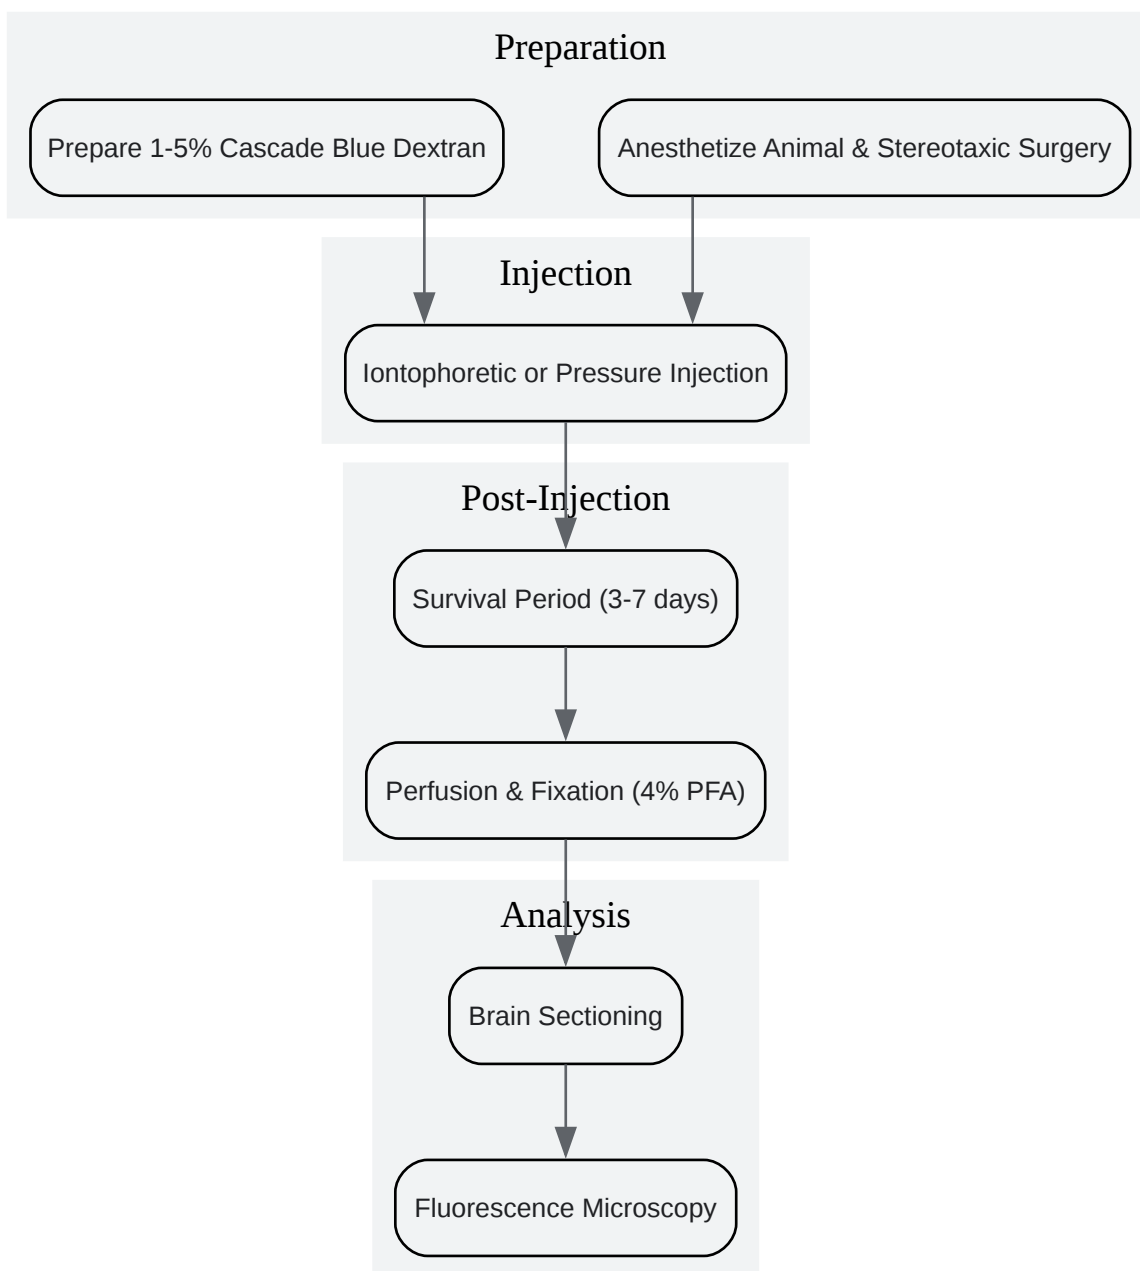 Preparation
Prepare 1-5% Cascade Blue Dextran
Anesthetize Animal & Stereotaxic Surgery
Injection
Iontophoretic or Pressure Injection
Post-Injection
Survival Period (3-7 days)
Perfusion & Fixation (4% PFA)
Analysis
Brain Sectioning
Fluorescence Microscopy